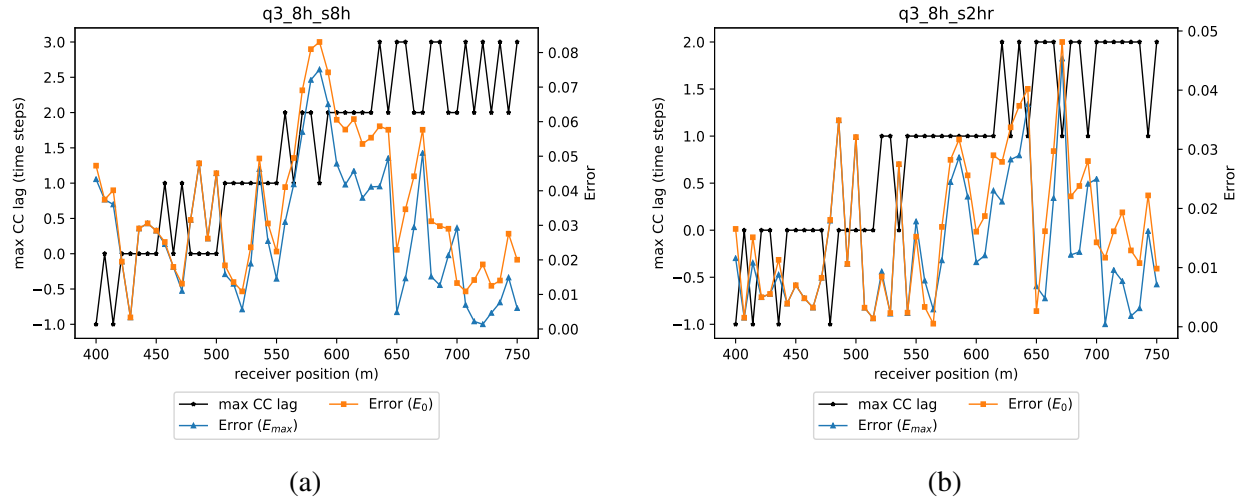 q3_8h_s8h
max CC lag (time steps)
3.0
2.5
2.0
1.5
1.0
0.5
0.0
−0.5
−1.0
0.08
0.07
0.06
0.05
0.04
0.03
0.02
0.01
0.00
Error
400 450 500 550 600 650 700 750
receiver position (m)
max CC lag Error (E0)
Error (Emax)
(a)
q3_8h_s2hr
max CC lag (time steps)
2.0
1.5
1.0
0.5
0.0
−0.5
−1.0
0.05
0.04
0.03
0.02
0.01
0.00
Error
400 450 500 550 600 650 700 750
receiver position (m)
max CC lag Error (E0)
Error (Emax)
(b)